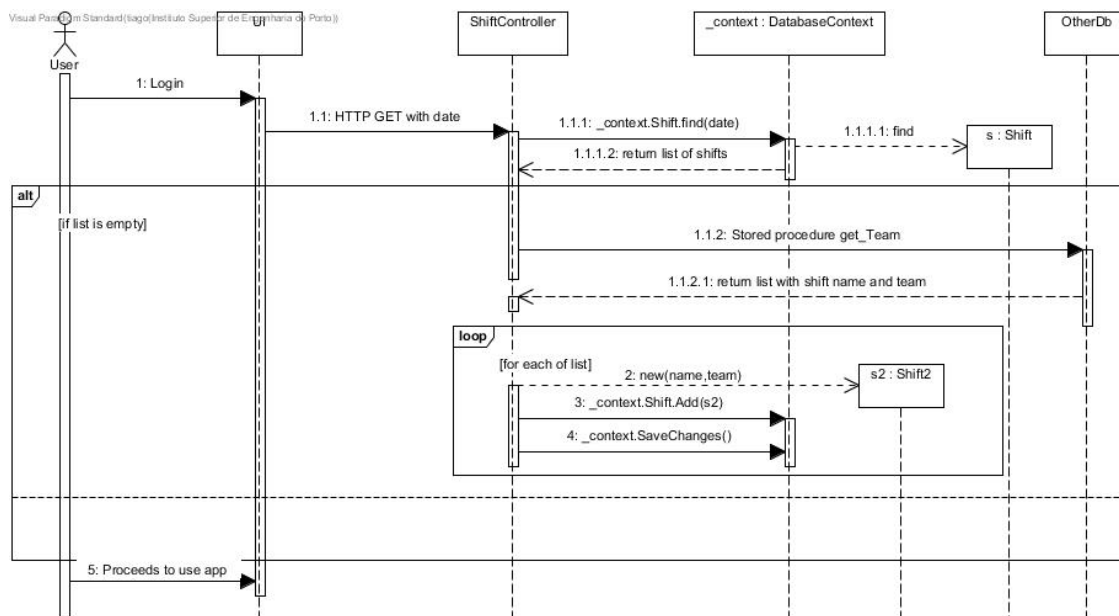 Visual Paradigm Standard(tiago(Instituto Superior de Engenharia do Porto))
User
UI
ShiftController
_context : DatabaseContext
OtherDb
1: Login
1.1: HTTP GET with date
1.1.1: _context.Shift.find(date)
1.1.1.1: find
s : Shift
1.1.1.2: return list of shifts
alt
[if list is empty]
1.1.2: Stored procedure get_Team
1.1.2.1: return list with shift name and team
loop
[for each of list]
2: new(name,team)
s2 : Shift2
3: _context.Shift.Add(s2)
4: _context.SaveChanges()
5: Proceeds to use app